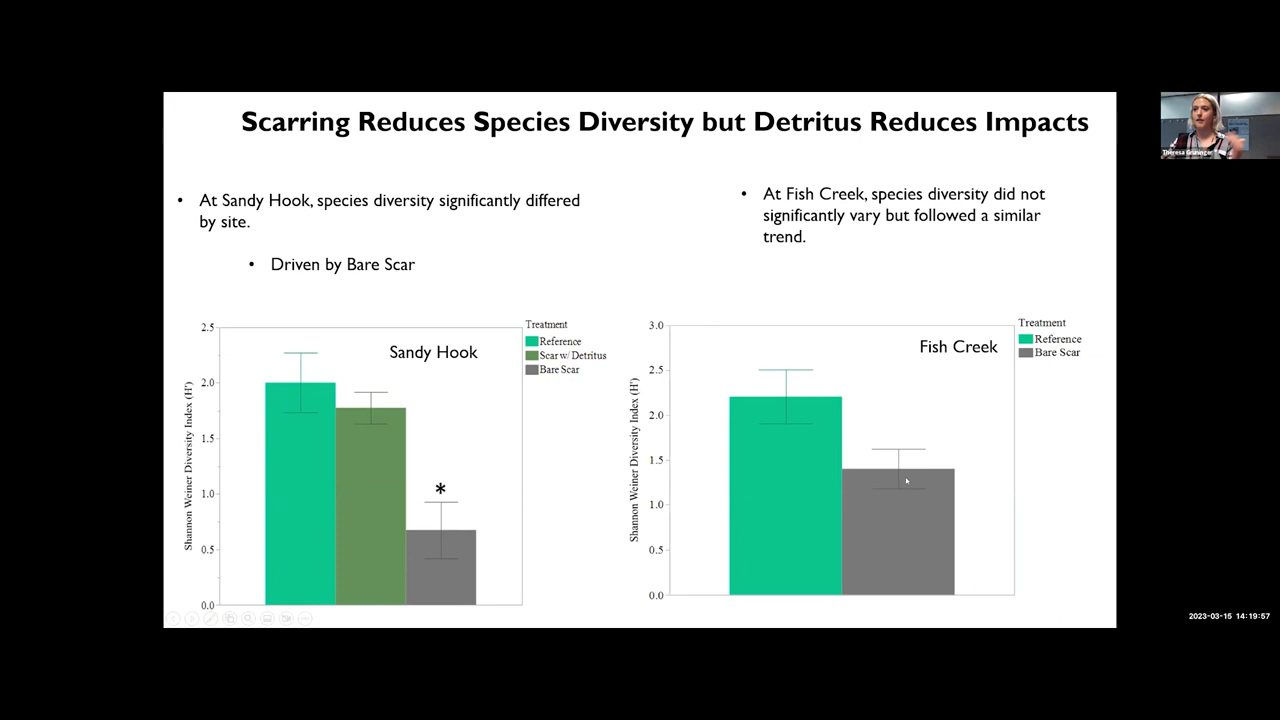 Scarring Reduces Species Diversity but Detritus Reduces Impacts
• At Sandy Hook, species diversity significantly differed
by site.
• Driven by Bare Scar
• At Fish Creek, species diversity did not
significantly vary but followed a similar
trend.
Sandy Hook
Treatment
Reference
Scar w/ Detritus
Bare Scar
Shannon Weiner Diversity Index (H')
2.5
2.0
1.5
1.0
0.5
0.0
*
Fish Creek
Treatment
Reference
Bare Scar
Shannon Weiner Diversity Index (H')
3.0
2.5
2.0
1.5
1.0
0.5
0.0
Theresa
2023-03-15 14:19:57